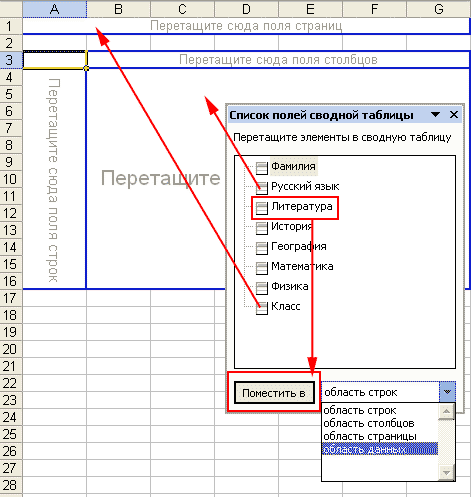 A B C D E F G
1 Перетащите сюда поля страниц
2
3 Перетащите сюда поля столбцов
4
5
6
7
8
9
10
11
12
13
14
15
16
17
18
19
20
21
22
23
24
25
26
27
28
Перетащите сюда поля строк
Перетащите
Список полей сводной таблицы
Перетащите элементы в сводную таблицу
Фамилия
Русский язык
Литература
История
География
Математика
Физика
Класс
Поместить в область строк
область строк
область столбцов
область страницы
область данных